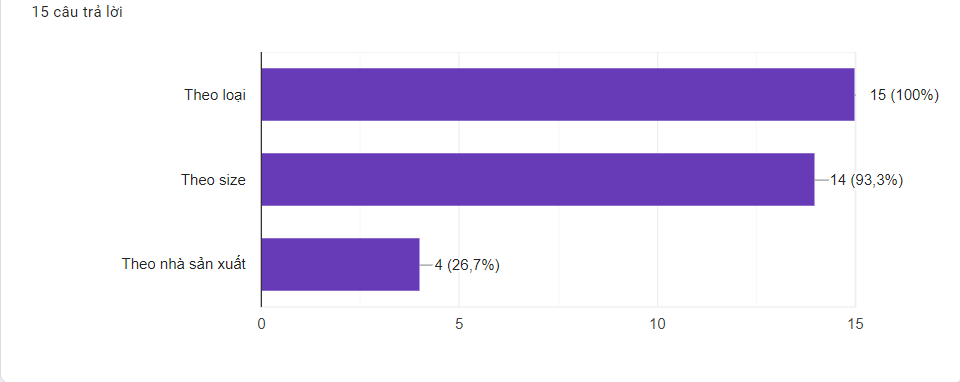 15 câu trả lời
Theo loại
15 (100%)
Theo size
14 (93,3%)
Theo nhà sản xuất
4 (26,7%)
0
5
10
15